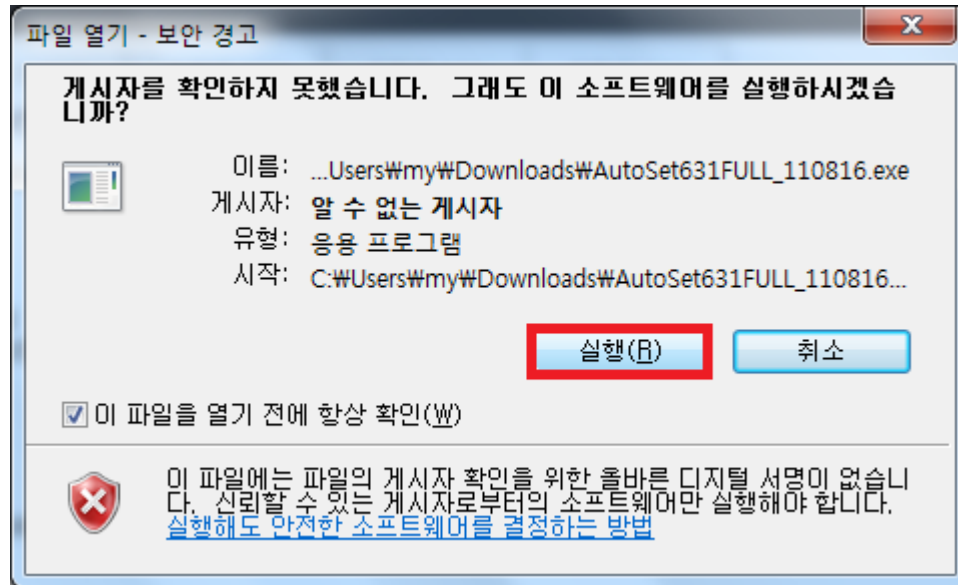 파일 열기 - 보안 경고
게시자를 확인하지 못했습니다. 그래도 이 소프트웨어를 실행하시겠습
니까?
이름: ...Users₩my₩Downloads₩AutoSet631FULL_110816.exe
게시자: 알 수 없는 게시자
유형: 응용 프로그램
시작: C:₩Users₩my₩Downloads₩AutoSet631FULL_110816...
실행(R) 취소
이 파일을 열기 전에 항상 확인(W)
이 파일에는 파일의 게시자 확인을 위한 올바른 디지털 서명이 없습니
다. 신뢰할 수 있는 게시자로부터의 소프트웨어만 실행해야 합니다.
실행해도 안전한 소프트웨어를 결정하는 방법